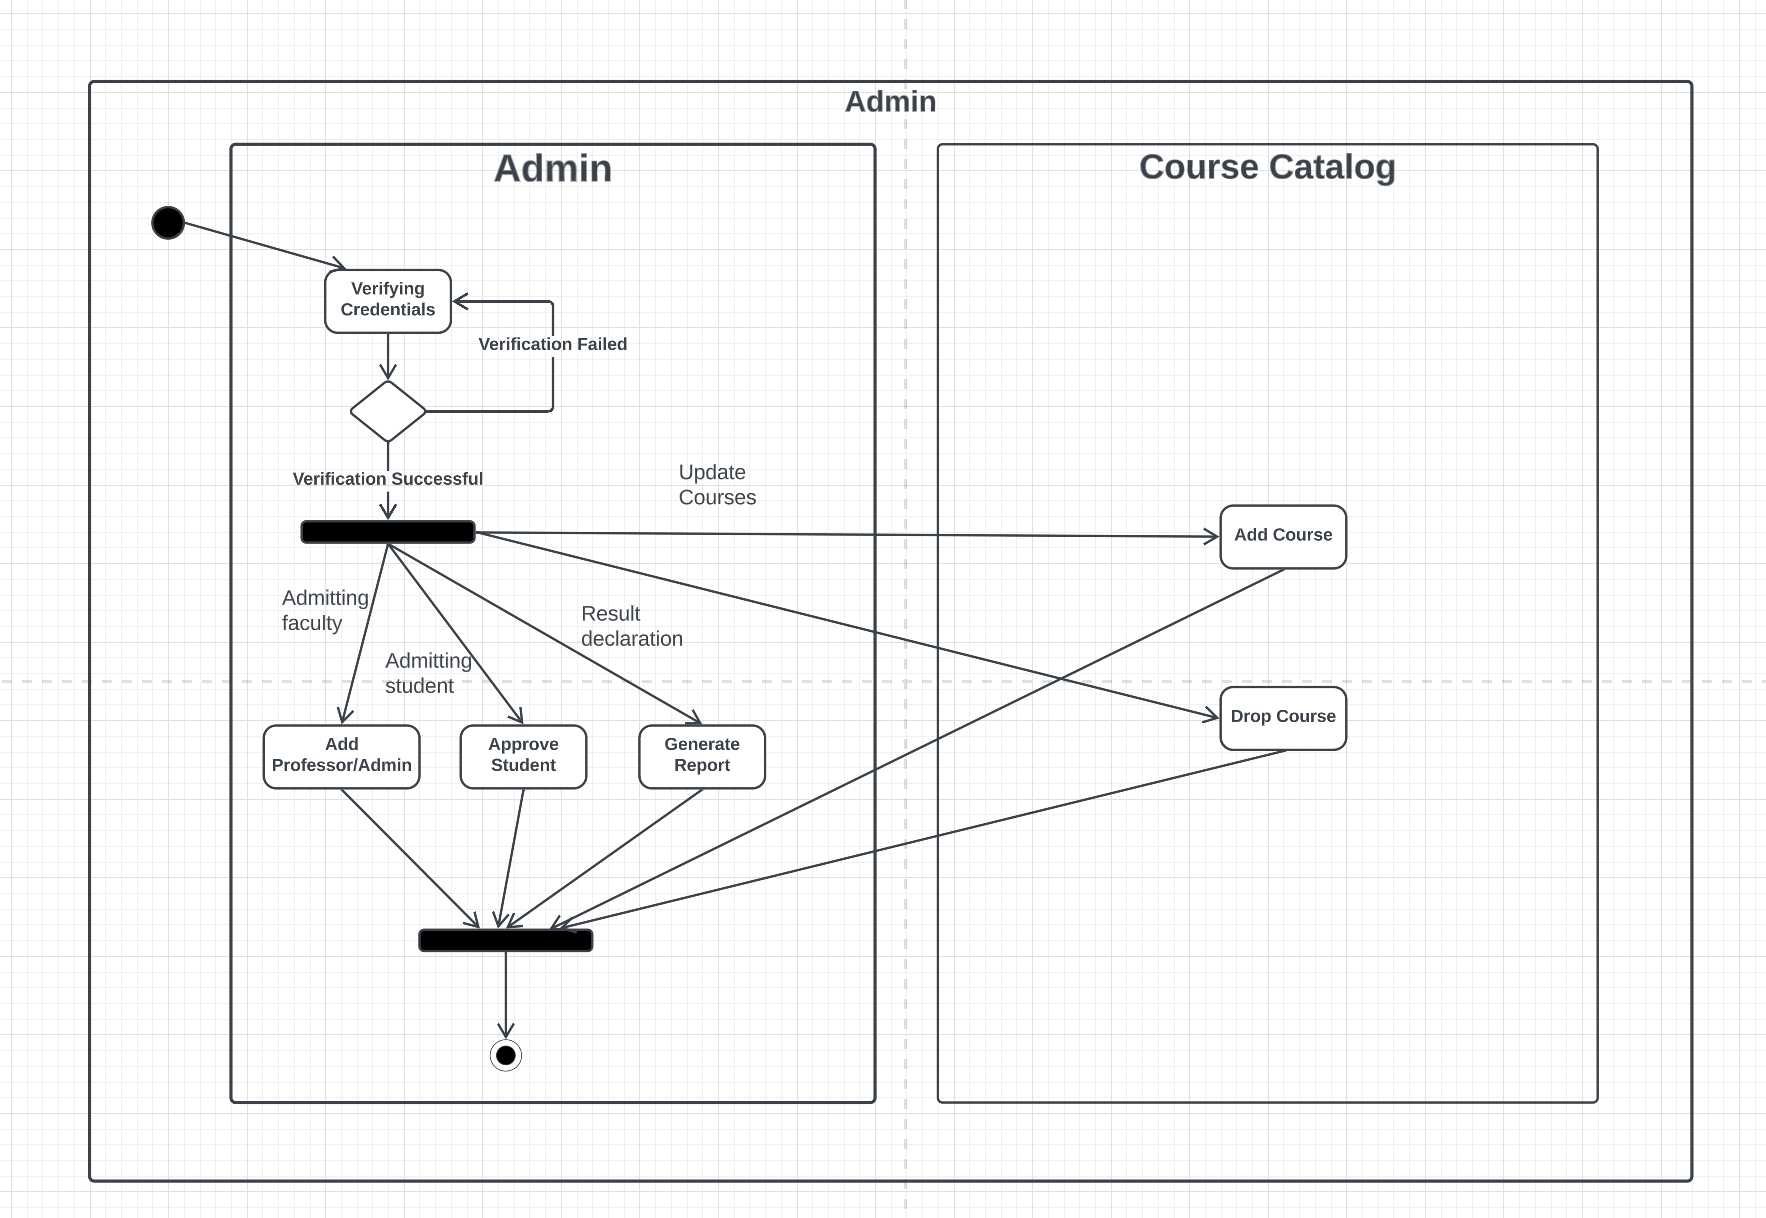 Admin
Admin
Course Catalog
Verifying
Credentials
Verification Failed
Verification Successful
Update
Courses
Add Course
Admitting
faculty
Result
declaration
Admitting
student
Drop Course
Add
Professor/Admin
Approve
Student
Generate
Report